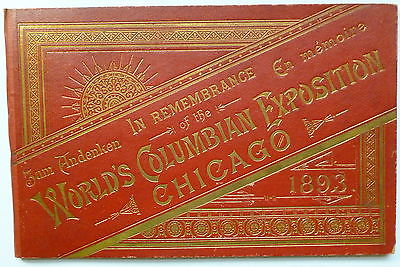 Zum Andenken
IN REMEMBRANCE
En mémoire
of the
WORLD'S COLUMBIAN EXPOSITION
CHICAGO
1893.